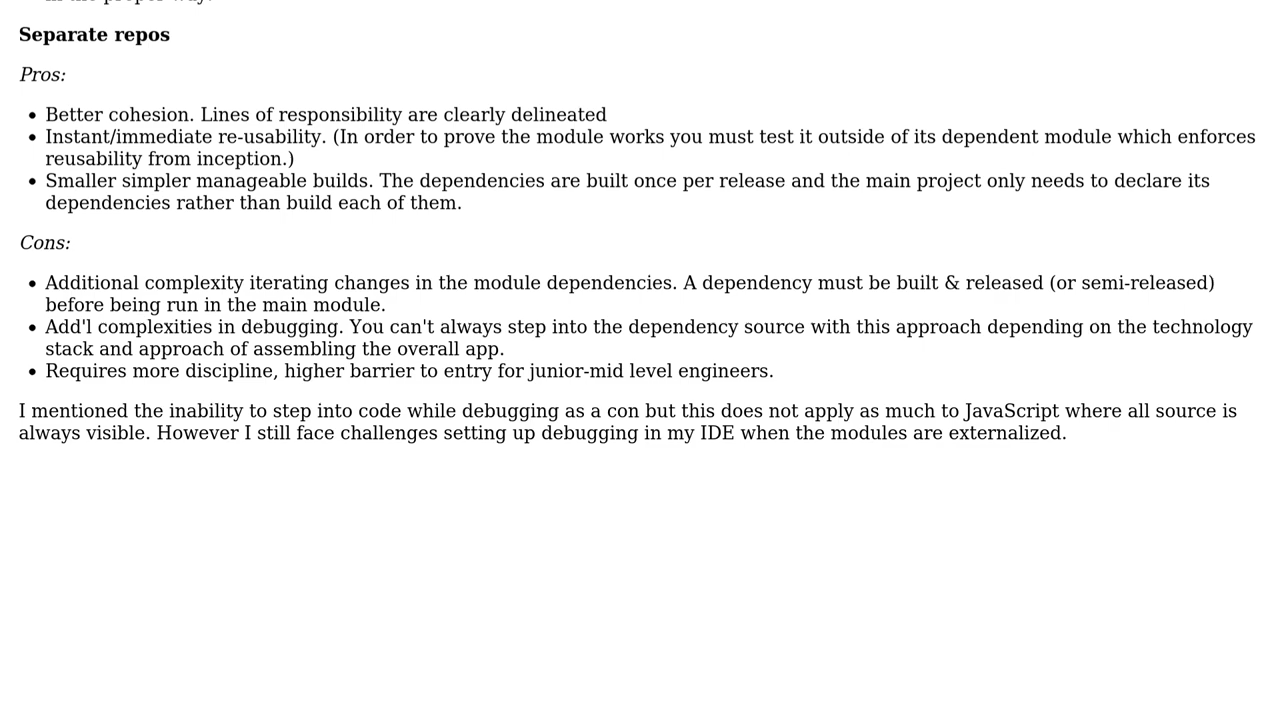 Separate repos
Pros:
Better cohesion. Lines of responsibility are clearly delineated
Instant/immediate re-usability. (In order to prove the module works you must test it outside of its dependent module which enforces
reusability from inception.)
Smaller simpler manageable builds. The dependencies are built once per release and the main project only needs to declare its
dependencies rather than build each of them.
Cons:
Additional complexity iterating changes in the module dependencies. A dependency must be built & released (or semi-released)
before being run in the main module.
Add'l complexities in debugging. You can't always step into the dependency source with this approach depending on the technology
stack and approach of assembling the overall app.
Requires more discipline, higher barrier to entry for junior-mid level engineers.
I mentioned the inability to step into code while debugging as a con but this does not apply as much to JavaScript where all source is
always visible. However I still face challenges setting up debugging in my IDE when the modules are externalized.